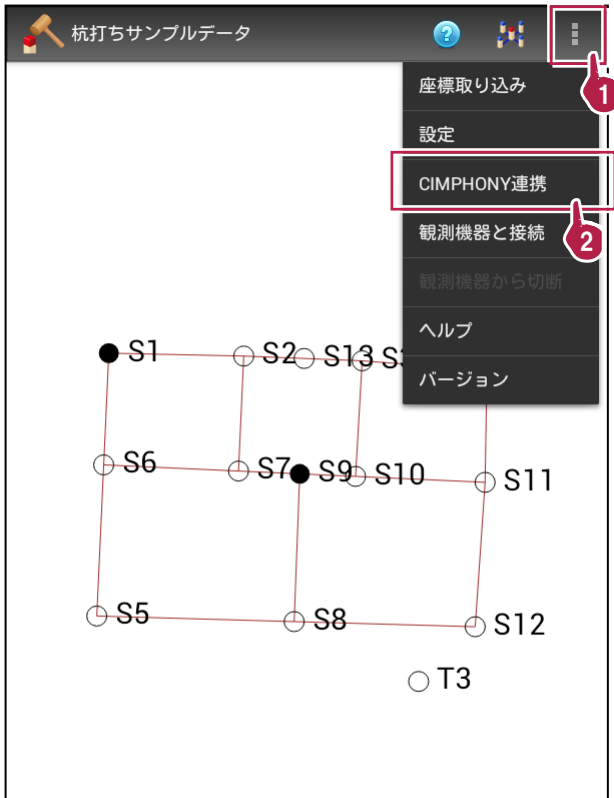 杭打ちサンプルデータ
?
1
座標取り込み
設定
CIMPHONY連携
2
観測機器と接続
観測機器から切断
ヘルプ
バージョン
S1
S2
S13
S6
S7
S9
S10
S11
S5
S8
S12
T3